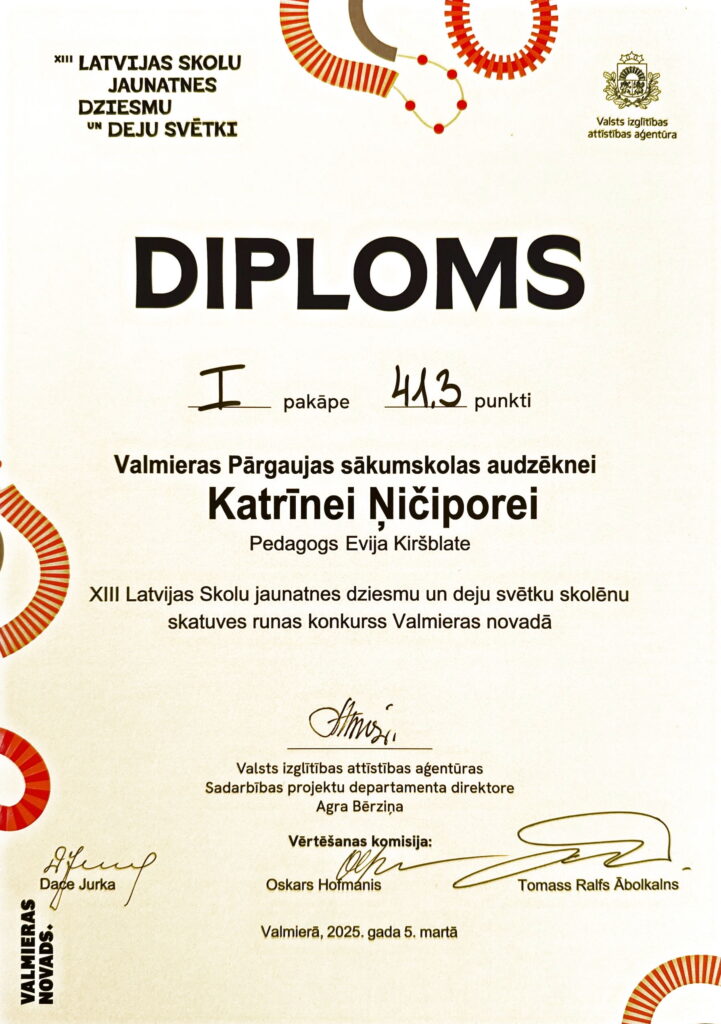 XIII LATVIJAS SKOLU
JAUNATNES
DZIESMU
UN DEJU SVĒTKI
Valsts izglītības
attīstības aģentūra
DIPLOMS
I pakāpe 41,3 punkti
Valmieras Pārgaujas sākumskolas audzēknei
Katrīnei Ņičiporei
Pedagogs Evija Kiršblate
XIII Latvijas Skolu jaunatnes dziesmu un deju svētku skolēnu
skatuves runas konkurss Valmieras novadā
Valsts izglītības attīstības aģentūras
Sadarbības projektu departamenta direktore
Agra Bērziņa
Vērtēšanas komisija:
Dace Jurka
Oskars Hofmanis
Tomass Ralfs Ābolkalns
Valmierā, 2025. gada 5. martā
VALMIERAS
NOVADS.